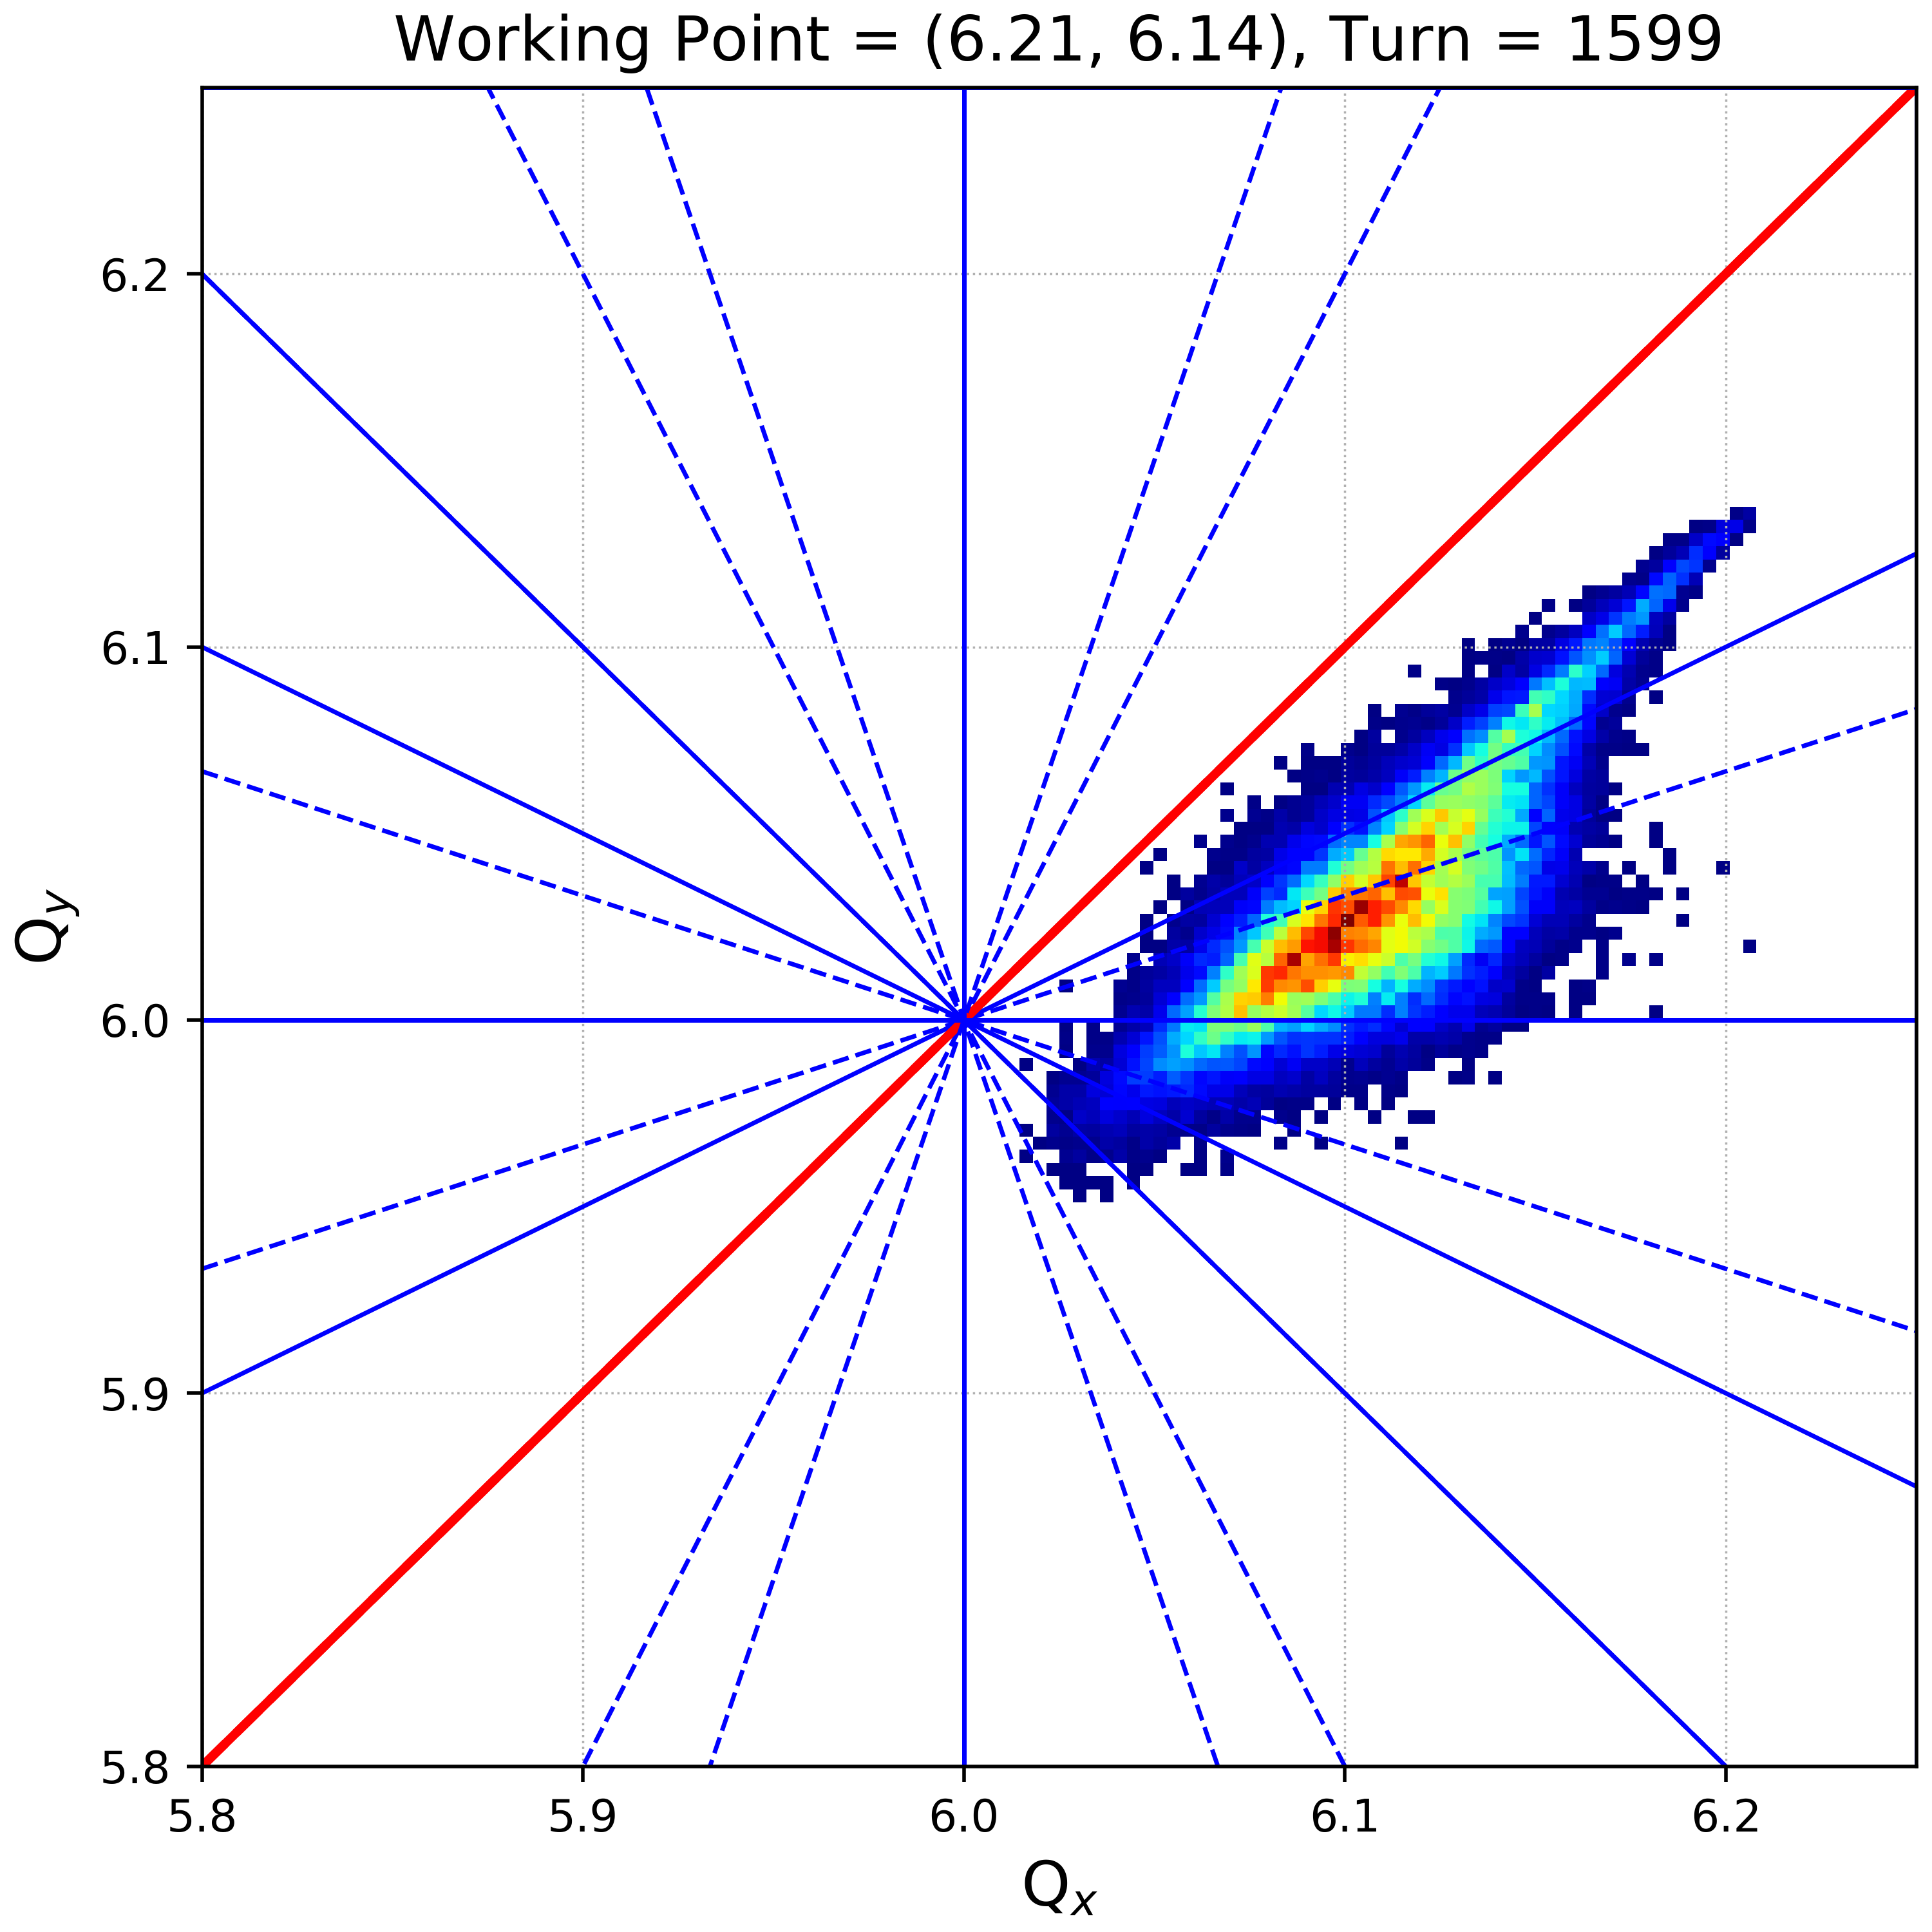 Working Point = (6.21, 6.14), Turn = 1599
6.2
6.1
6.0
5.9
5.8
Qy
5.8 5.9 6.0 6.1 6.2
Qx